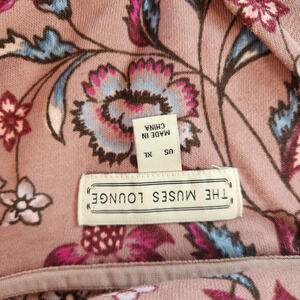 THE MUSES LOUNGE
US XL
MADE IN
CHINA